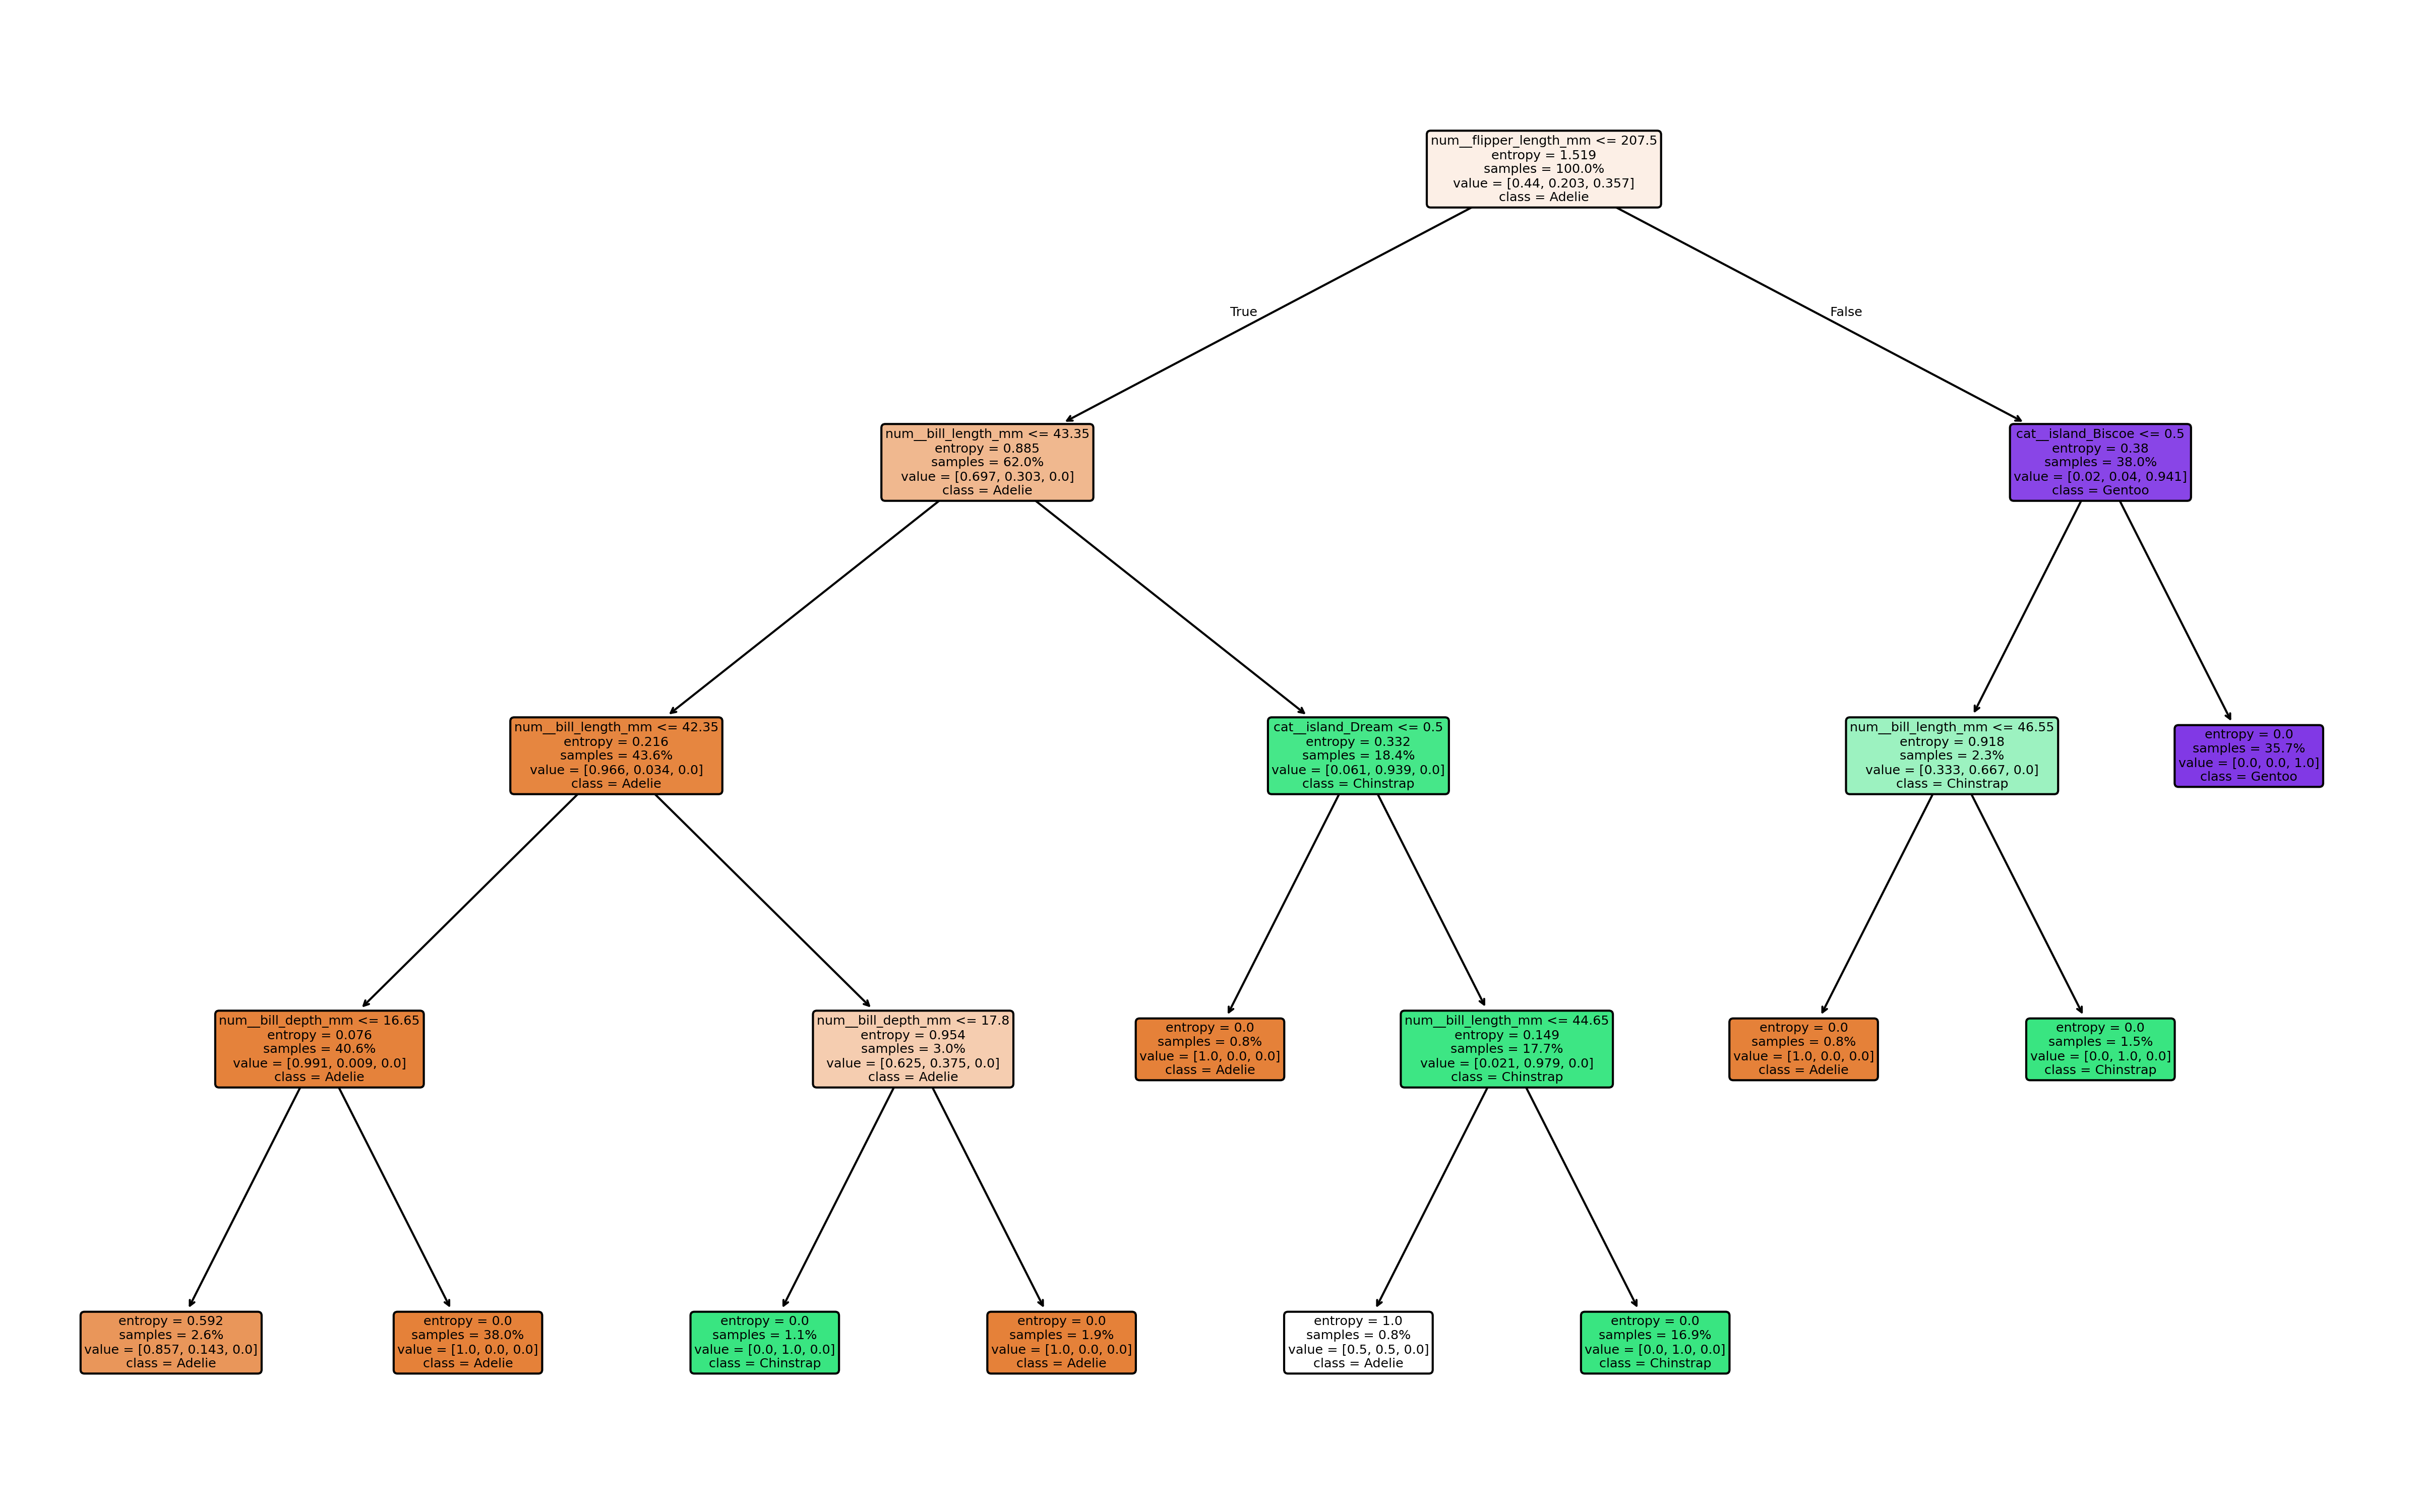 num__flipper_length_mm <= 207.5
entropy = 1.519
samples = 100.0%
value = [0.44, 0.203, 0.357]
class = Adelie
True
False
num__bill_length_mm <= 43.35
entropy = 0.885
samples = 62.0%
value = [0.697, 0.303, 0.0]
class = Adelie
cat__island_Biscoe <= 0.5
entropy = 0.38
samples = 38.0%
value = [0.02, 0.04, 0.941]
class = Gentoo
num__bill_length_mm <= 42.35
entropy = 0.216
samples = 43.6%
value = [0.966, 0.034, 0.0]
class = Adelie
cat__island_Dream <= 0.5
entropy = 0.332
samples = 18.4%
value = [0.061, 0.939, 0.0]
class = Chinstrap
num__bill_length_mm <= 46.55
entropy = 0.918
samples = 2.3%
value = [0.333, 0.667, 0.0]
class = Chinstrap
entropy = 0.0
samples = 35.7%
value = [0.0, 0.0, 1.0]
class = Gentoo
num__bill_depth_mm <= 16.65
entropy = 0.076
samples = 40.6%
value = [0.991, 0.009, 0.0]
class = Adelie
num__bill_depth_mm <= 17.8
entropy = 0.954
samples = 3.0%
value = [0.625, 0.375, 0.0]
class = Adelie
entropy = 0.0
samples = 0.8%
value = [1.0, 0.0, 0.0]
class = Adelie
num__bill_length_mm <= 44.65
entropy = 0.149
samples = 17.7%
value = [0.021, 0.979, 0.0]
class = Chinstrap
entropy = 0.0
samples = 0.8%
value = [1.0, 0.0, 0.0]
class = Adelie
entropy = 0.0
samples = 1.5%
value = [0.0, 1.0, 0.0]
class = Chinstrap
entropy = 0.592
samples = 2.6%
value = [0.857, 0.143, 0.0]
class = Adelie
entropy = 0.0
samples = 38.0%
value = [1.0, 0.0, 0.0]
class = Adelie
entropy = 0.0
samples = 1.1%
value = [0.0, 1.0, 0.0]
class = Chinstrap
entropy = 0.0
samples = 1.9%
value = [1.0, 0.0, 0.0]
class = Adelie
entropy = 1.0
samples = 0.8%
value = [0.5, 0.5, 0.0]
class = Adelie
entropy = 0.0
samples = 16.9%
value = [0.0, 1.0, 0.0]
class = Chinstrap